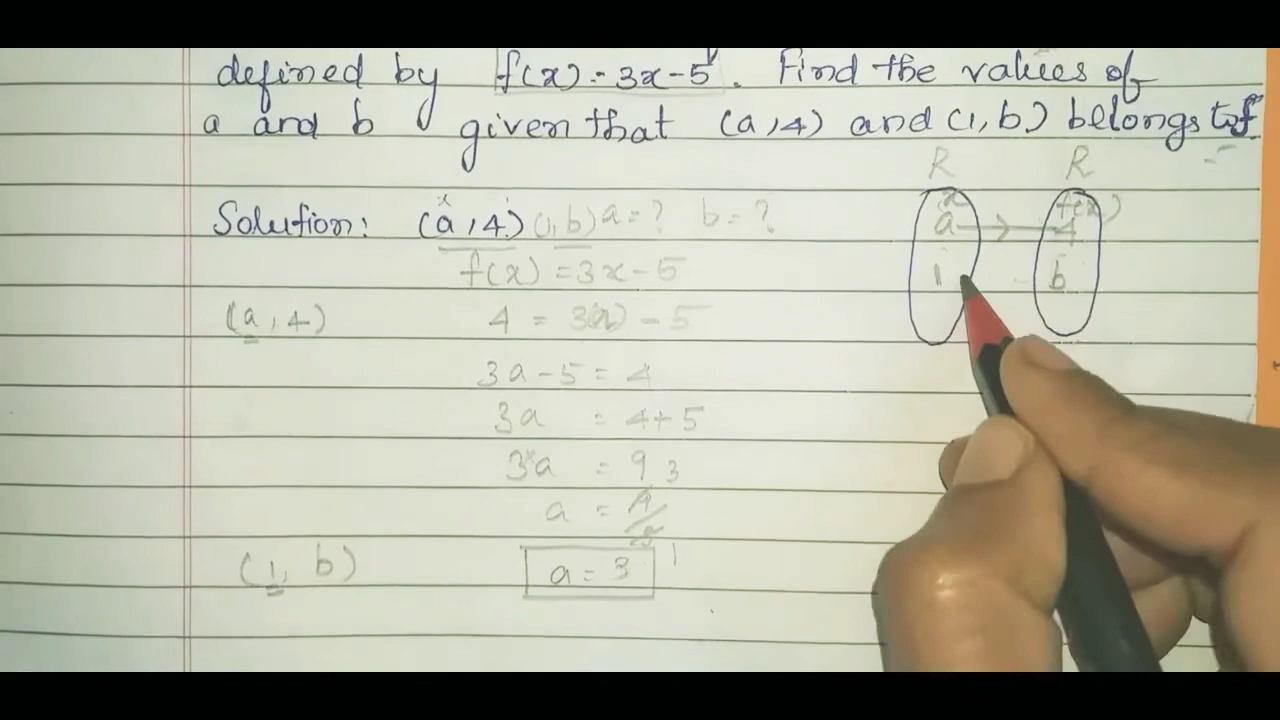 defined by f(x) = 3x - 5. Find the values of
a and b given that (a, 4) and (1, b) belongs to f
R R
x f(x)
Solution: (a, 4) (1, b) a = ? b = ? a 4
x
f(x) = 3x - 5 1 b
(a, 4) 4 = 3(a) - 5
3a - 5 = 4
3a = 4 + 5
3a = 9 3
a = 9/3
(1, b) a = 3 1